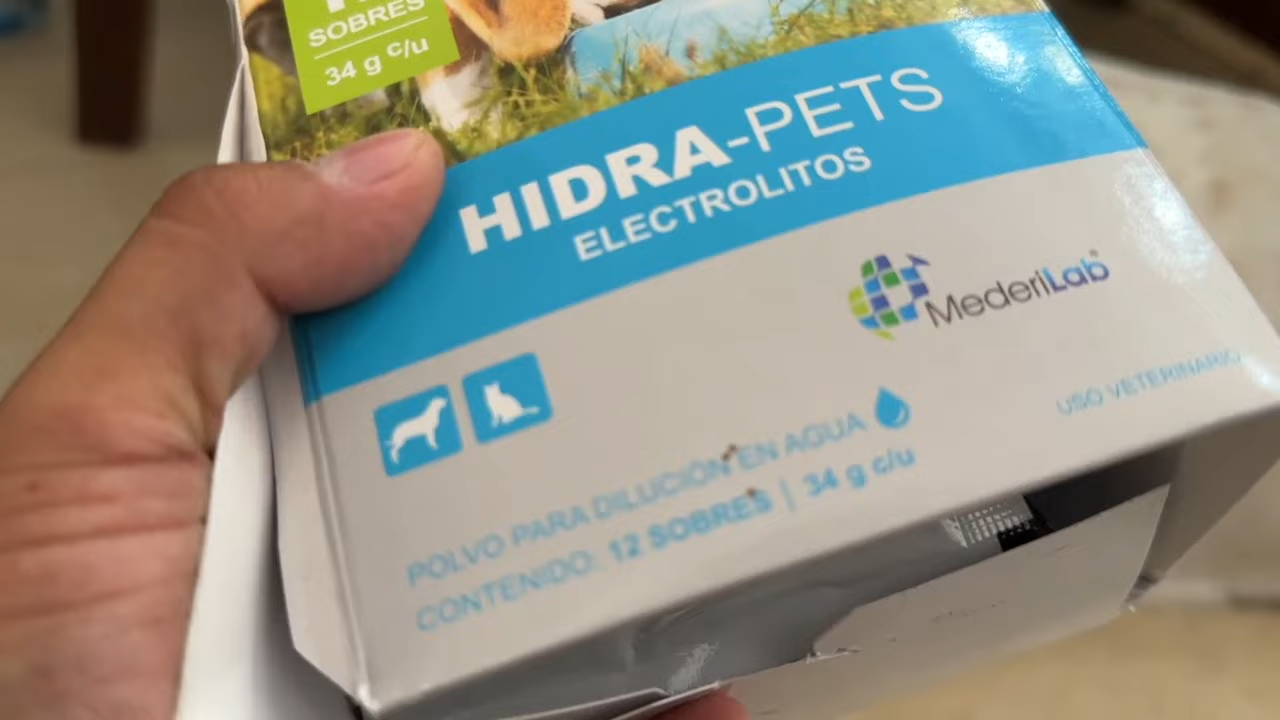 SOBRES
34 g c/u
HIDRA-PETS
ELECTROLITOS
MederiLab
USO VETERINARIO
POLVO PARA DILUCIÓN EN AGUA
CONTENIDO: 12 SOBRES | 34 g c/u